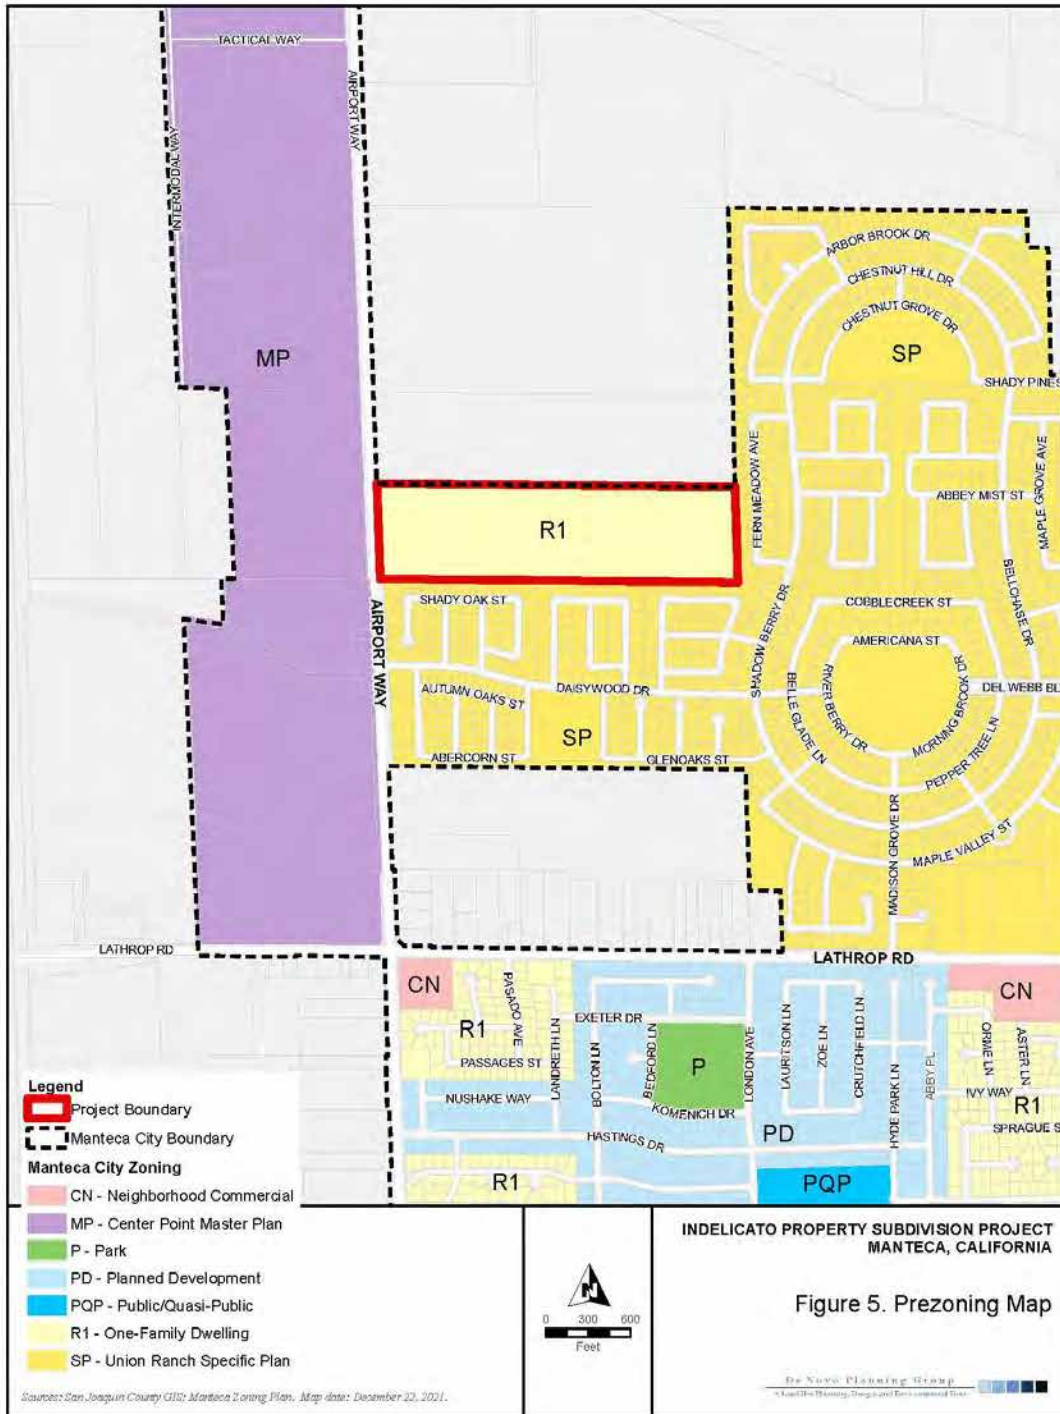 TACTICAL WAY
AIRPORT WAY
INTERMODAL WAY
ARBOR BROOK DR
CHESTNUT HILL DR
CHESTNUT GROVE DR
MP
SP
SHADY PINES
FERN MEADOW AVE
MAPLE GROVE AVE
ABBEY MIST ST
R1
BELLCHASE DR
SHADY OAK ST
COBBLECREEK ST
AIRPORT WAY
SHADOW BERRY DR
AMERICANA ST
AUTUMN OAKS ST
DAISYWOOD DR
BELLE GLADE LN
RIVER BERRY DR
MORNING BROOK DR
DEL WEBB BL
SP
ABERCORN ST
GLENOAKS ST
PEPPER TREE LN
MADISON GROVE DR
MAPLE VALLEY ST
LATHROP RD
LATHROP RD
CN
PASADO AVE
CN
R1
LANDRETH LN
EXETER DR
BOLTON LN
BEDFORD LN
P
LONDON AVE
LAURITSON LN
ZOE LN
CRUTCHFIELD LN
HYDE PARK LN
ABBY PL
ORME LN
ASTER LN
PASSAGES ST
NUSHAKE WAY
KOMENICH DR
IVY WAY
R1
HASTINGS DR
PD
SPRAGUE S
R1
PQP
Legend
Project Boundary
Manteca City Boundary
Manteca City Zoning
CN - Neighborhood Commercial
MP - Center Point Master Plan
P - Park
PD - Planned Development
PQP - Public/Quasi-Public
R1 - One-Family Dwelling
SP - Union Ranch Specific Plan
Sources: San Joaquin County GIS; Manteca Zoning Plan. Map date: December 22, 2021.
N
0 300 600
Feet
INDELICATO PROPERTY SUBDIVISION PROJECT
MANTECA, CALIFORNIA
Figure 5. Prezoning Map
De Novo Planning Group
A Land Use Planning, Design, and Environmental Firm